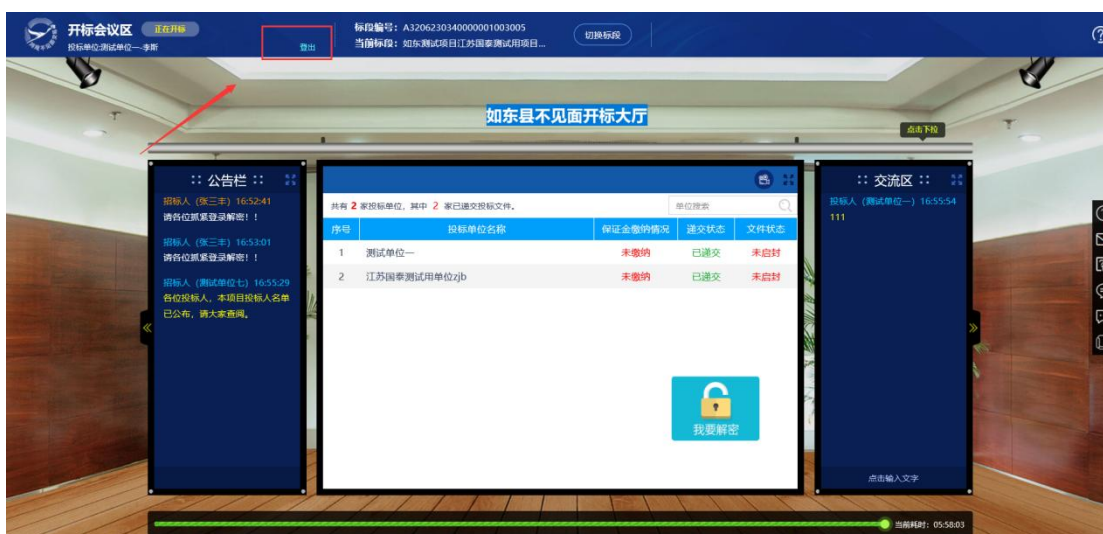 开标会议区 正在开标
投标单位:测试单位一-李斯
登出
标段编号：A3206230340000001003005
当前标段：如东测试项目江苏国泰测试用项目...
切换标段
如东县不见面开标大厅
点击下拉
:: 公告栏 ::
招标人（张三丰）16:52:41
请各位抓紧登录解密！！
招标人（张三丰）16:53:01
请各位抓紧登录解密！！
招标人（测试单位七）16:55:29
各位投标人，本项目投标人名单
已公布，请大家查阅。
共有 2 家投标单位，其中 2 家已递交投标文件。
单位搜索
序号 投标单位名称 保证金缴纳情况 递交状态 文件状态
1 测试单位一 未缴纳 已递交 未启封
2 江苏国泰测试用单位zjb 未缴纳 已递交 未启封
我要解密
:: 交流区 ::
投标人（测试单位一）16:55:54
111
点击输入文字
当前耗时：05:58:03